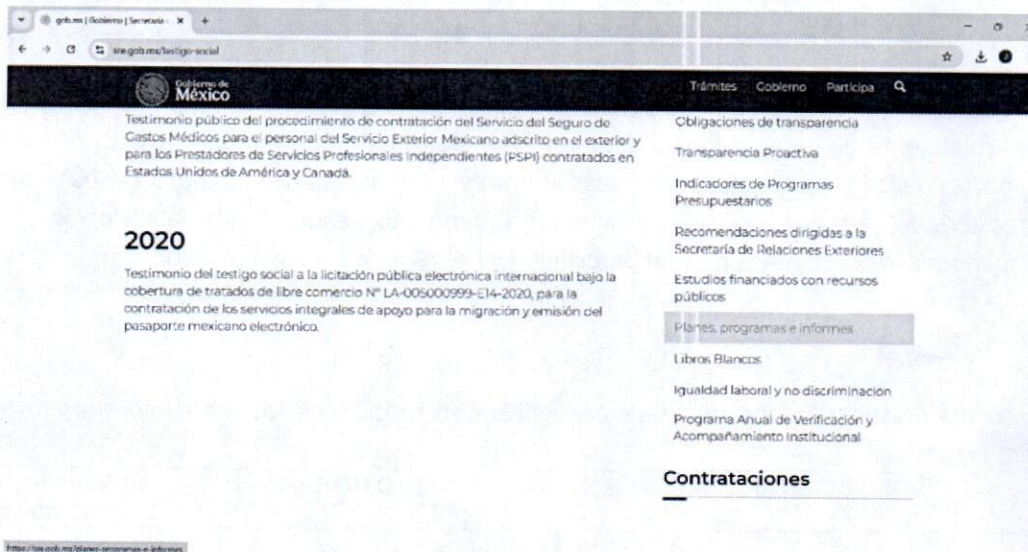 gob.mx | Gobierno | Secretaría
sre.gob.mx/testigo-social
Gobierno de
México
Trámites Gobierno Participa
Testimonio público del procedimiento de contratación del Servicio del Seguro de
Gastos Médicos para el personal del Servicio Exterior Mexicano adscrito en el exterior y
para los Prestadores de Servicios Profesionales Independientes (PSPI) contratados en
Estados Unidos de América y Canadá.
2020
Testimonio del testigo social a la licitación pública electrónica internacional bajo la
cobertura de tratados de libre comercio N° LA-005000999-E14-2020, para la
contratación de los servicios integrales de apoyo para la migración y emisión del
pasaporte mexicano electrónico.
Obligaciones de transparencia
Transparencia Proactiva
Indicadores de Programas
Presupuestarios
Recomendaciones dirigidas a la
Secretaría de Relaciones Exteriores
Estudios financiados con recursos
públicos
Planes, programas e informes
Libros Blancos
Igualdad laboral y no discriminación
Programa Anual de Verificación y
Acompañamiento Institucional
Contrataciones
https://sre.gob.mx/planes-programas-e-informes